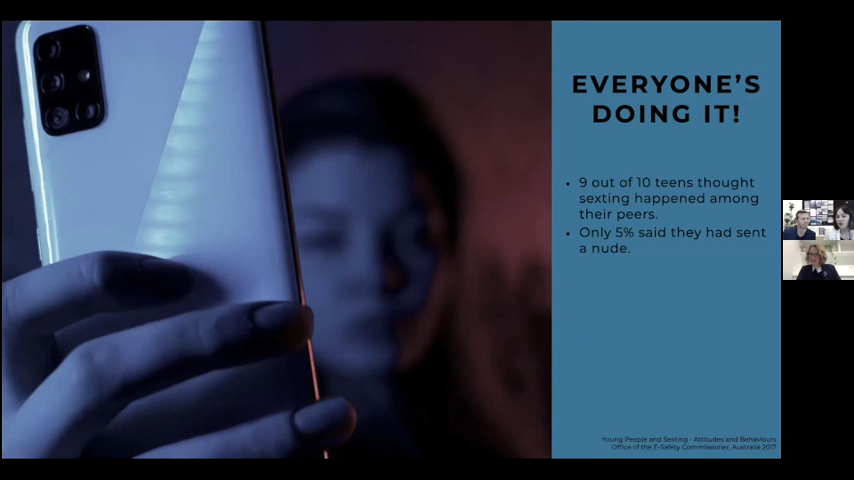 EVERYONE'S
DOING IT!
• 9 out of 10 teens thought
sexting happened among
their peers.
• Only 5% said they had sent
a nude.
Young People and Sexting - Attitudes and Behaviours
Office of the E-Safety Commissioner, Australia 2017